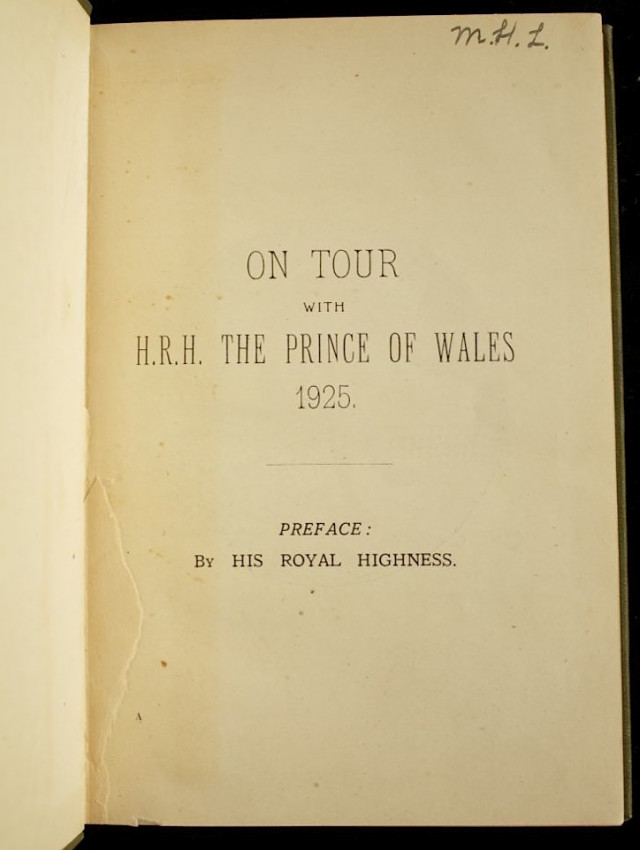 M.H.L.
ON TOUR
WITH
H.R.H. THE PRINCE OF WALES
1925.
PREFACE:
By HIS ROYAL HIGHNESS.
A